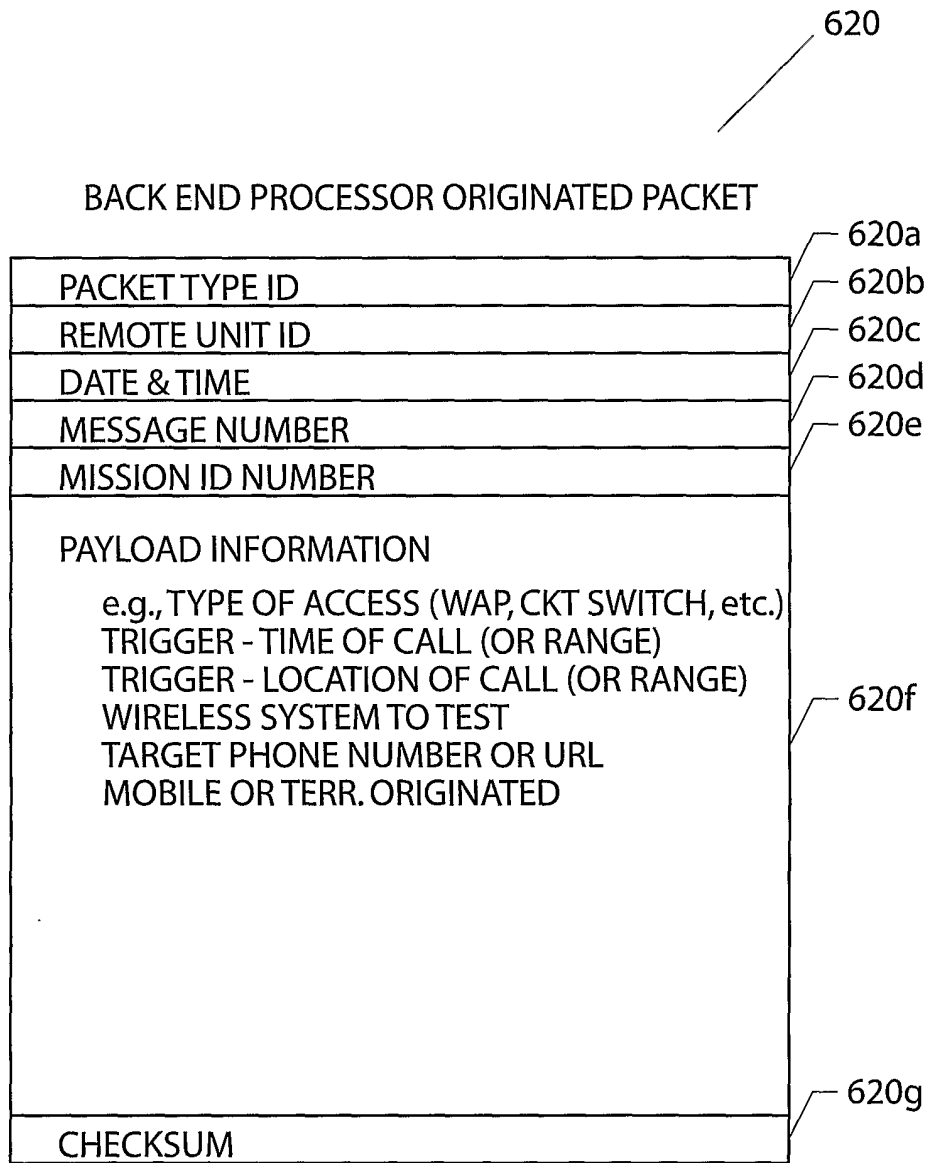 620
BACK END PROCESSOR ORIGINATED PACKET
620a
PACKET TYPE ID
620b
REMOTE UNIT ID
620c
DATE & TIME
620d
MESSAGE NUMBER
620e
MISSION ID NUMBER
PAYLOAD INFORMATION
e.g., TYPE OF ACCESS (WAP, CKT SWITCH, etc.)
TRIGGER - TIME OF CALL (OR RANGE)
TRIGGER - LOCATION OF CALL (OR RANGE)
620f
WIRELESS SYSTEM TO TEST
TARGET PHONE NUMBER OR URL
MOBILE OR TERR. ORIGINATED
620g
CHECKSUM